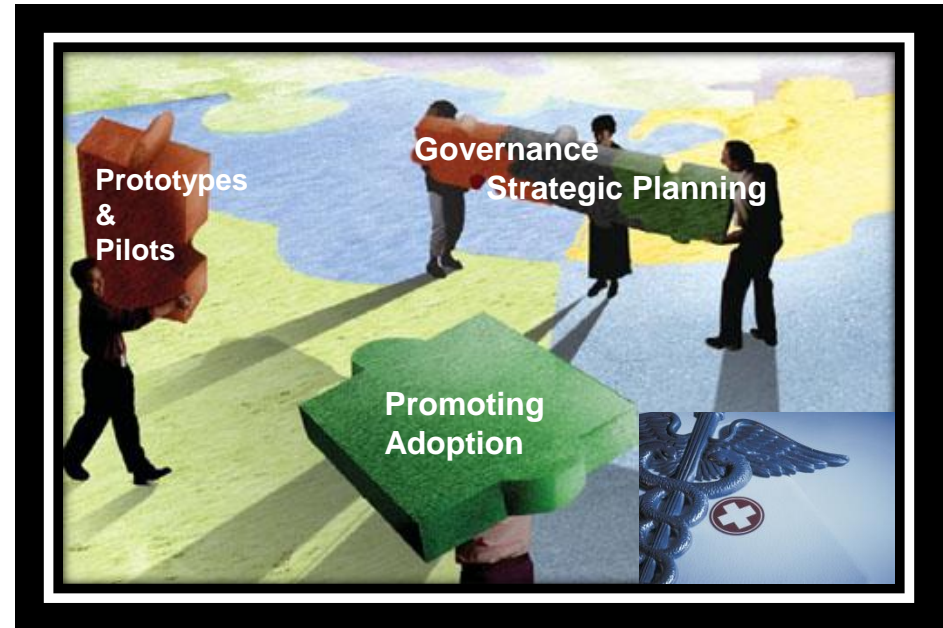 Governance
Strategic Planning
Prototypes
&
Pilots
Promoting
Adoption